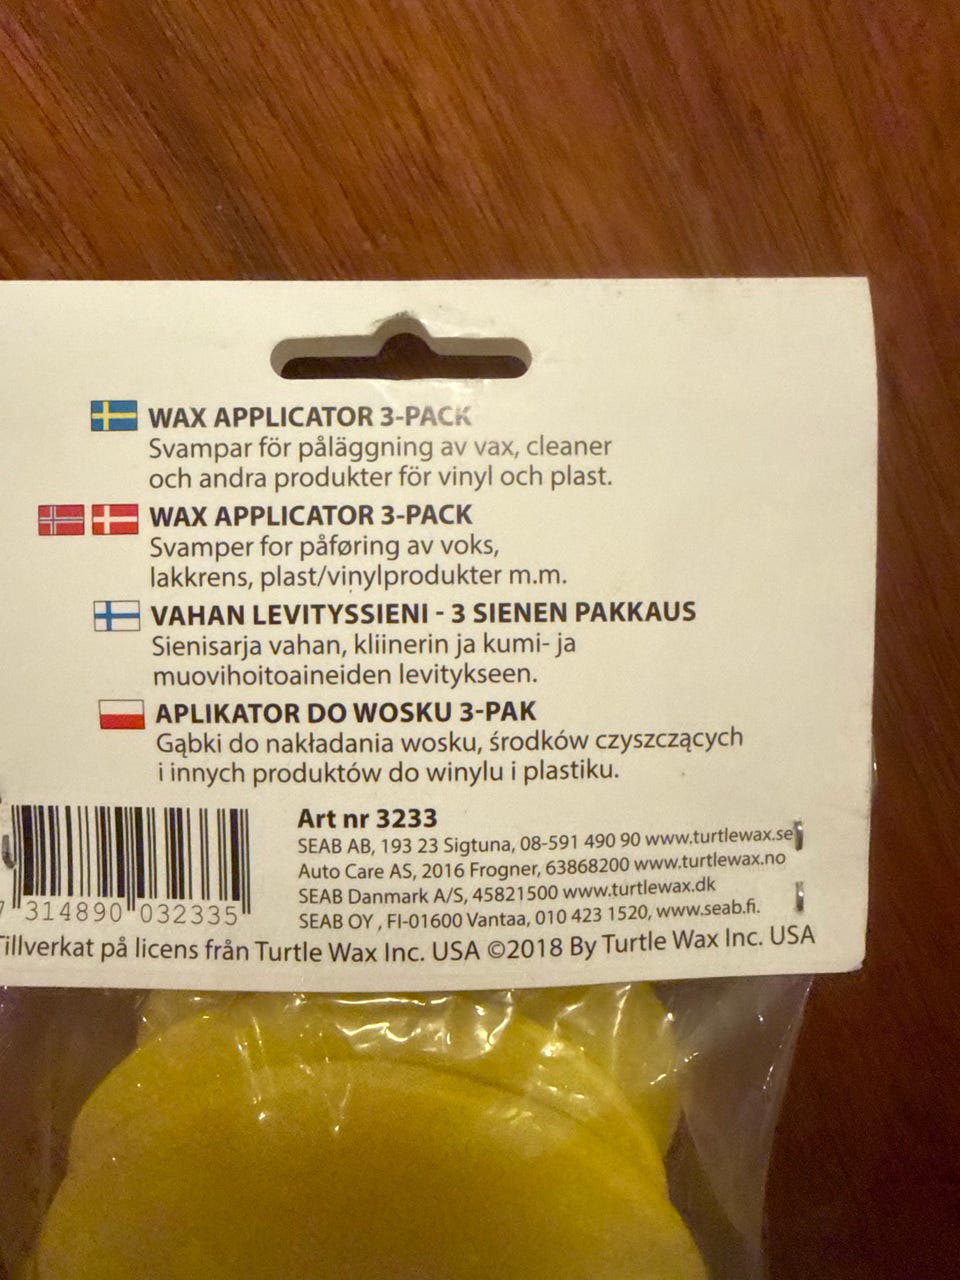 WAX APPLICATOR 3-PACK
Svampar för påläggning av vax, cleaner
och andra produkter för vinyl och plast.
WAX APPLICATOR 3-PACK
Svamper for påføring av voks,
lakkrens, plast/vinylprodukter m.m.
VAHAN LEVITYSSIENI - 3 SIENEN PAKKAUS
Sienisarja vahan, kliinerin ja kumi- ja
muovihoitoaineiden levitykseen.
APLIKATOR DO WOSKU 3-PAK
Gąbki do nakładania wosku, środków czyszczących
i innych produktów do winylu i plastiku.
Art nr 3233
SEAB AB, 193 23 Sigtuna, 08-591 490 90 www.turtlewax.se
Auto Care AS, 2016 Frogner, 63868200 www.turtlewax.no
SEAB Danmark A/S, 45821500 www.turtlewax.dk
SEAB OY , FI-01600 Vantaa, 010 423 1520, www.seab.fi.
7 314890 032335
Tillverkat på licens från Turtle Wax Inc. USA ©2018 By Turtle Wax Inc. USA